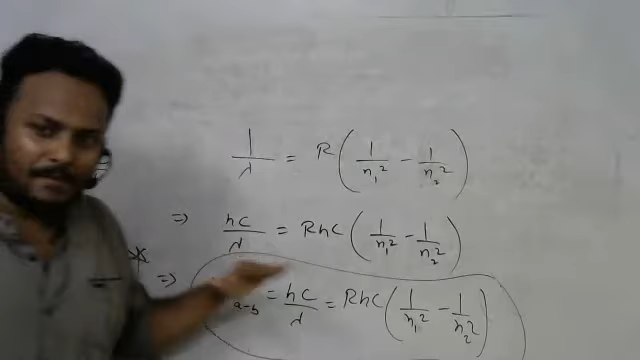 1/λ = R(1/n₁² − 1/n₂²)
⇒ hc/λ = Rhc(1/n₁² − 1/n₂²)
* ⇒ a-b = hc/λ = Rhc(1/n₁² − 1/n₂²)